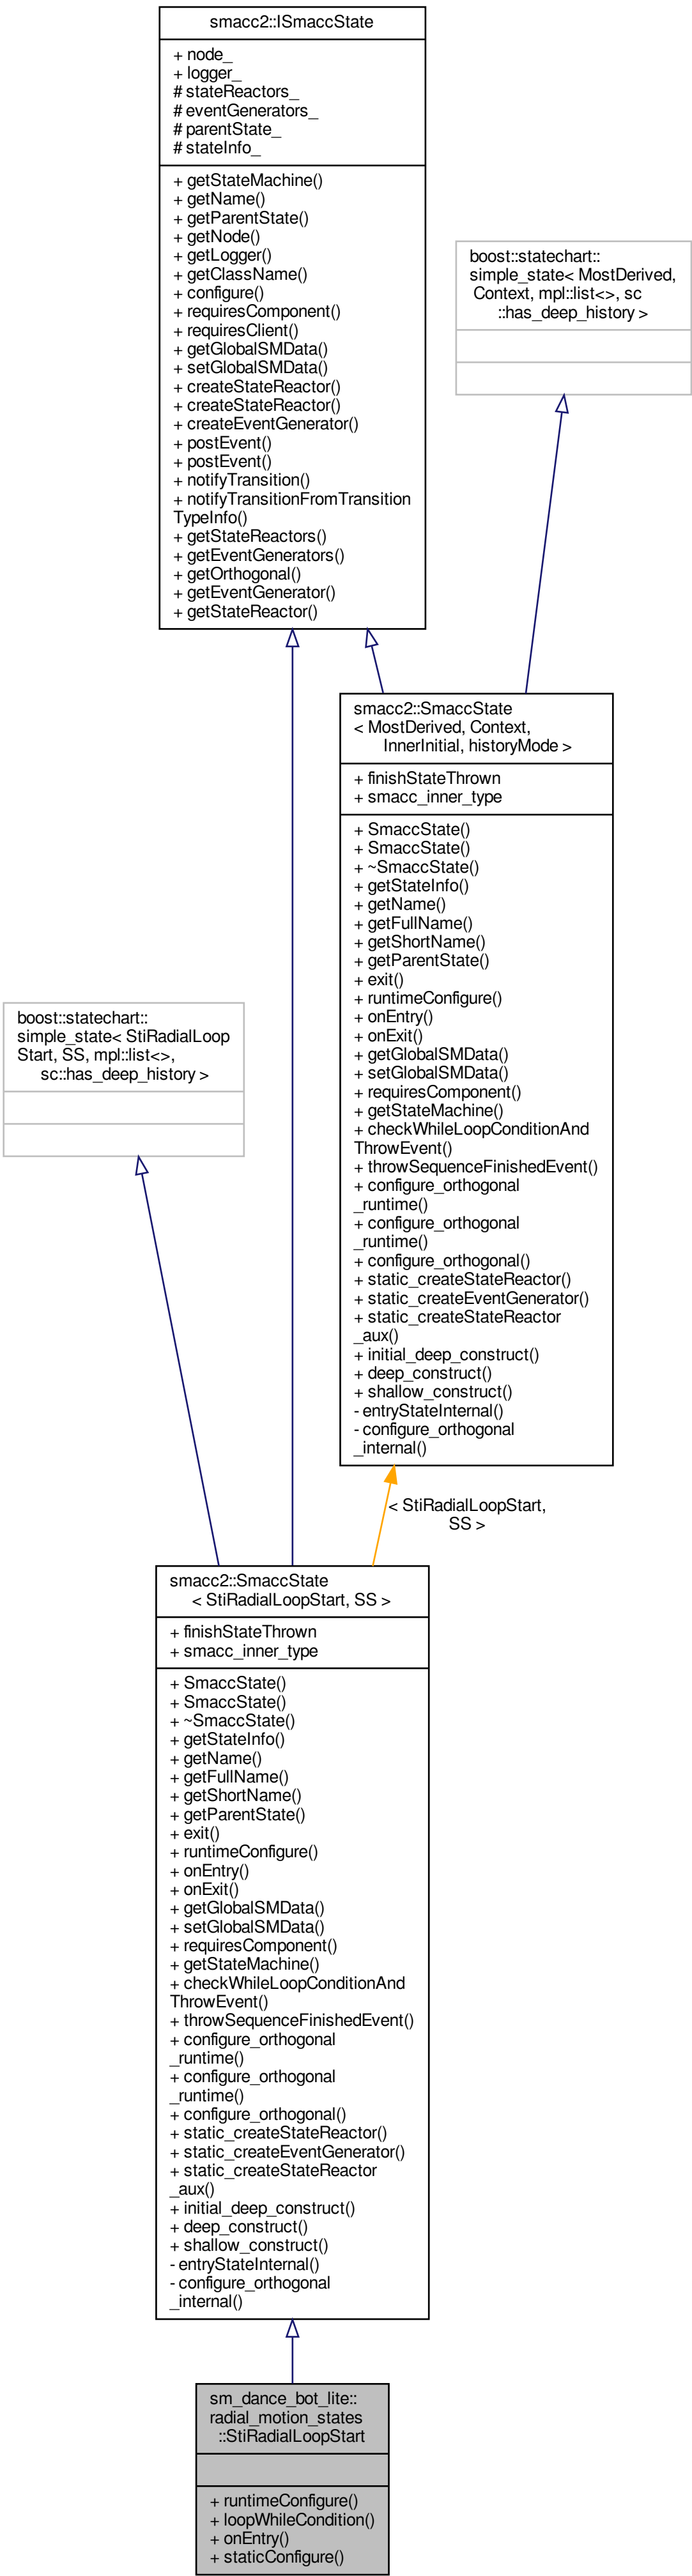 smacc2::ISmaccState
+ node_
+ logger_
# stateReactors_
# eventGenerators_
# parentState_
# stateInfo_
+ getStateMachine()
+ getName()
+ getParentState()
+ getNode()
+ getLogger()
+ getClassName()
+ configure()
+ requiresComponent()
+ requiresClient()
+ getGlobalSMData()
+ setGlobalSMData()
+ createStateReactor()
+ createStateReactor()
+ createEventGenerator()
+ postEvent()
+ postEvent()
+ notifyTransition()
+ notifyTransitionFromTransition
TypeInfo()
+ getStateReactors()
+ getEventGenerators()
+ getOrthogonal()
+ getEventGenerator()
+ getStateReactor()
boost::statechart::
simple_state< MostDerived,
Context, mpl::list<>, sc
::has_deep_history >
smacc2::SmaccState
< MostDerived, Context,
InnerInitial, historyMode >
+ finishStateThrown
+ smacc_inner_type
+ SmaccState()
+ SmaccState()
+ ~SmaccState()
+ getStateInfo()
+ getName()
+ getFullName()
+ getShortName()
+ getParentState()
+ exit()
+ runtimeConfigure()
+ onEntry()
+ onExit()
+ getGlobalSMData()
+ setGlobalSMData()
+ requiresComponent()
+ getStateMachine()
+ checkWhileLoopConditionAnd
ThrowEvent()
+ throwSequenceFinishedEvent()
+ configure_orthogonal
_runtime()
+ configure_orthogonal
_runtime()
+ configure_orthogonal()
+ static_createStateReactor()
+ static_createEventGenerator()
+ static_createStateReactor
_aux()
+ initial_deep_construct()
+ deep_construct()
+ shallow_construct()
- entryStateInternal()
- configure_orthogonal
_internal()
boost::statechart::
simple_state< StiRadialLoop
Start, SS, mpl::list<>,
sc::has_deep_history >
< StiRadialLoopStart,
SS >
smacc2::SmaccState
< StiRadialLoopStart, SS >
+ finishStateThrown
+ smacc_inner_type
+ SmaccState()
+ SmaccState()
+ ~SmaccState()
+ getStateInfo()
+ getName()
+ getFullName()
+ getShortName()
+ getParentState()
+ exit()
+ runtimeConfigure()
+ onEntry()
+ onExit()
+ getGlobalSMData()
+ setGlobalSMData()
+ requiresComponent()
+ getStateMachine()
+ checkWhileLoopConditionAnd
ThrowEvent()
+ throwSequenceFinishedEvent()
+ configure_orthogonal
_runtime()
+ configure_orthogonal
_runtime()
+ configure_orthogonal()
+ static_createStateReactor()
+ static_createEventGenerator()
+ static_createStateReactor
_aux()
+ initial_deep_construct()
+ deep_construct()
+ shallow_construct()
- entryStateInternal()
- configure_orthogonal
_internal()
sm_dance_bot_lite::
radial_motion_states
::StiRadialLoopStart
+ runtimeConfigure()
+ loopWhileCondition()
+ onEntry()
+ staticConfigure()